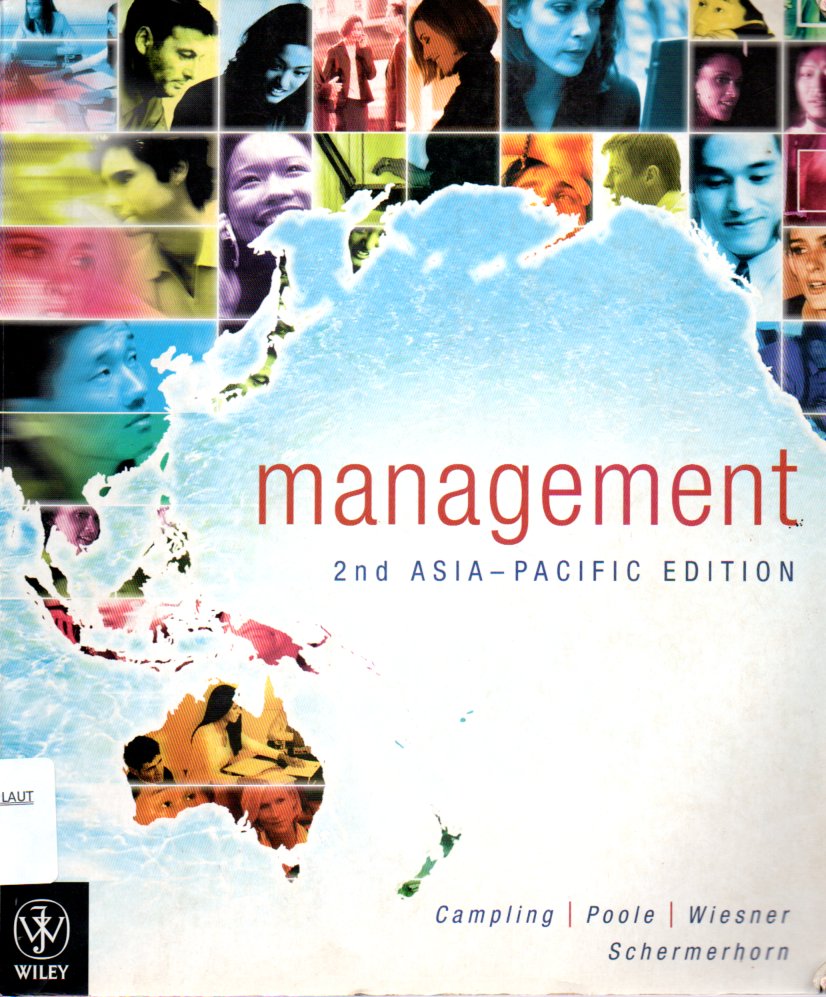 management
2nd ASIA–PACIFIC EDITION
LAUT
Campling | Poole | Wiesner
Schermerhorn
WILEY